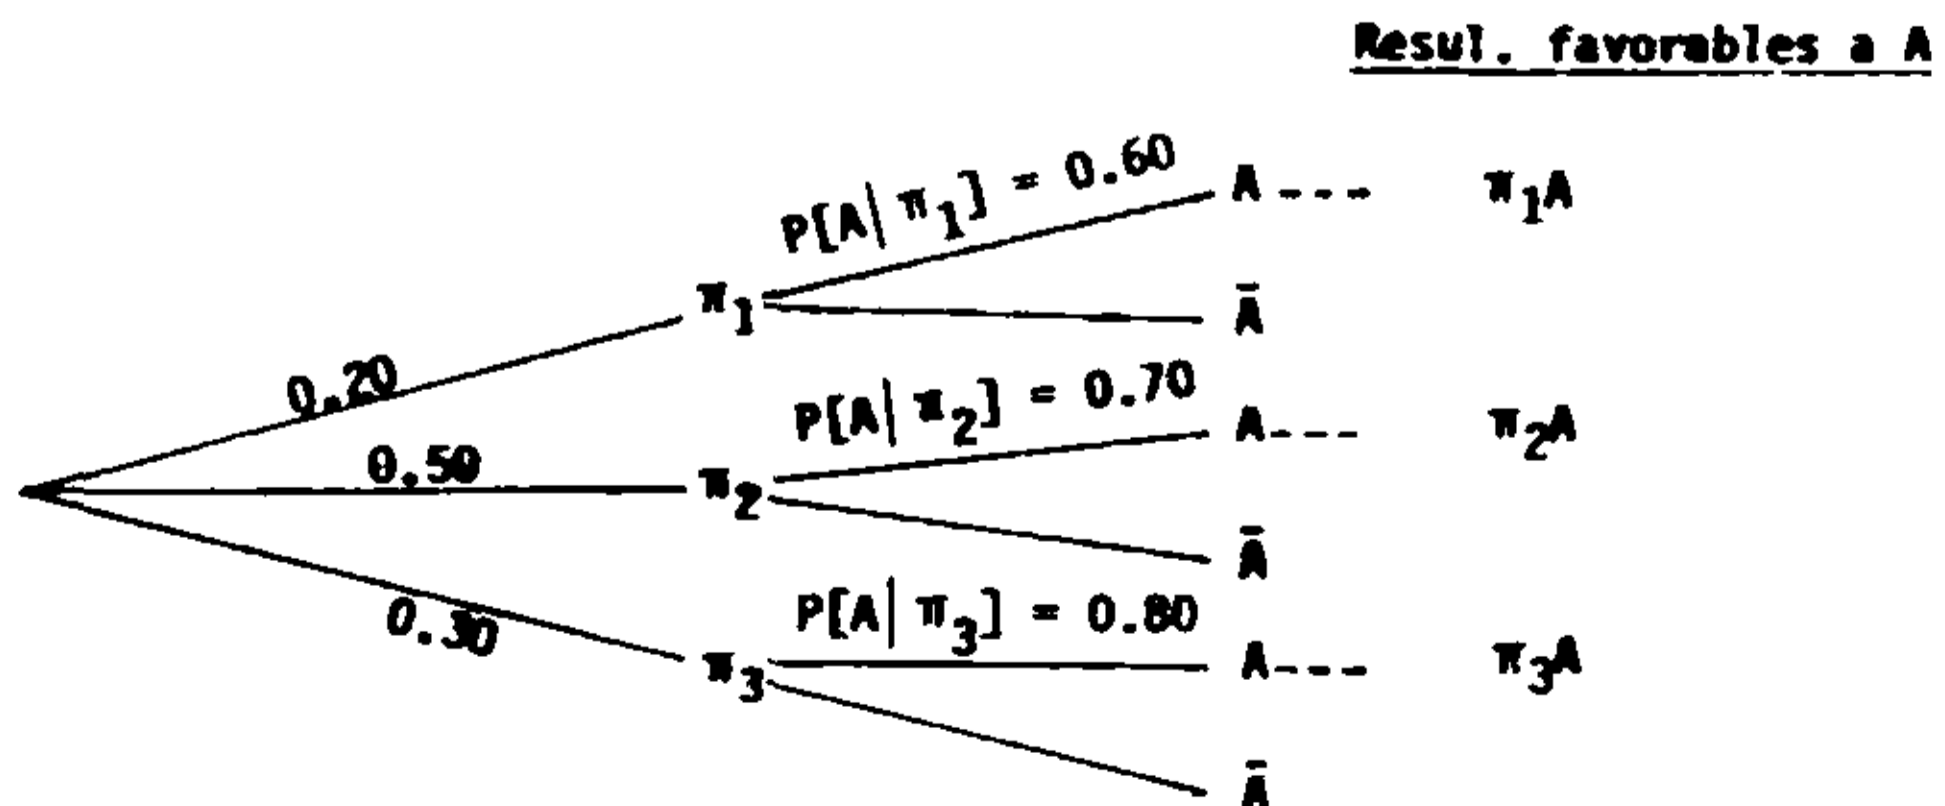 Resul. favorables a A
P[A| π1] = 0.60
A --- π1A
π1
Ā
0.20
P[A| π2] = 0.70
A--- π2A
0.50
π2
Ā
P[A| π3] = 0.80
0.30
π3
A--- π3A
Ā